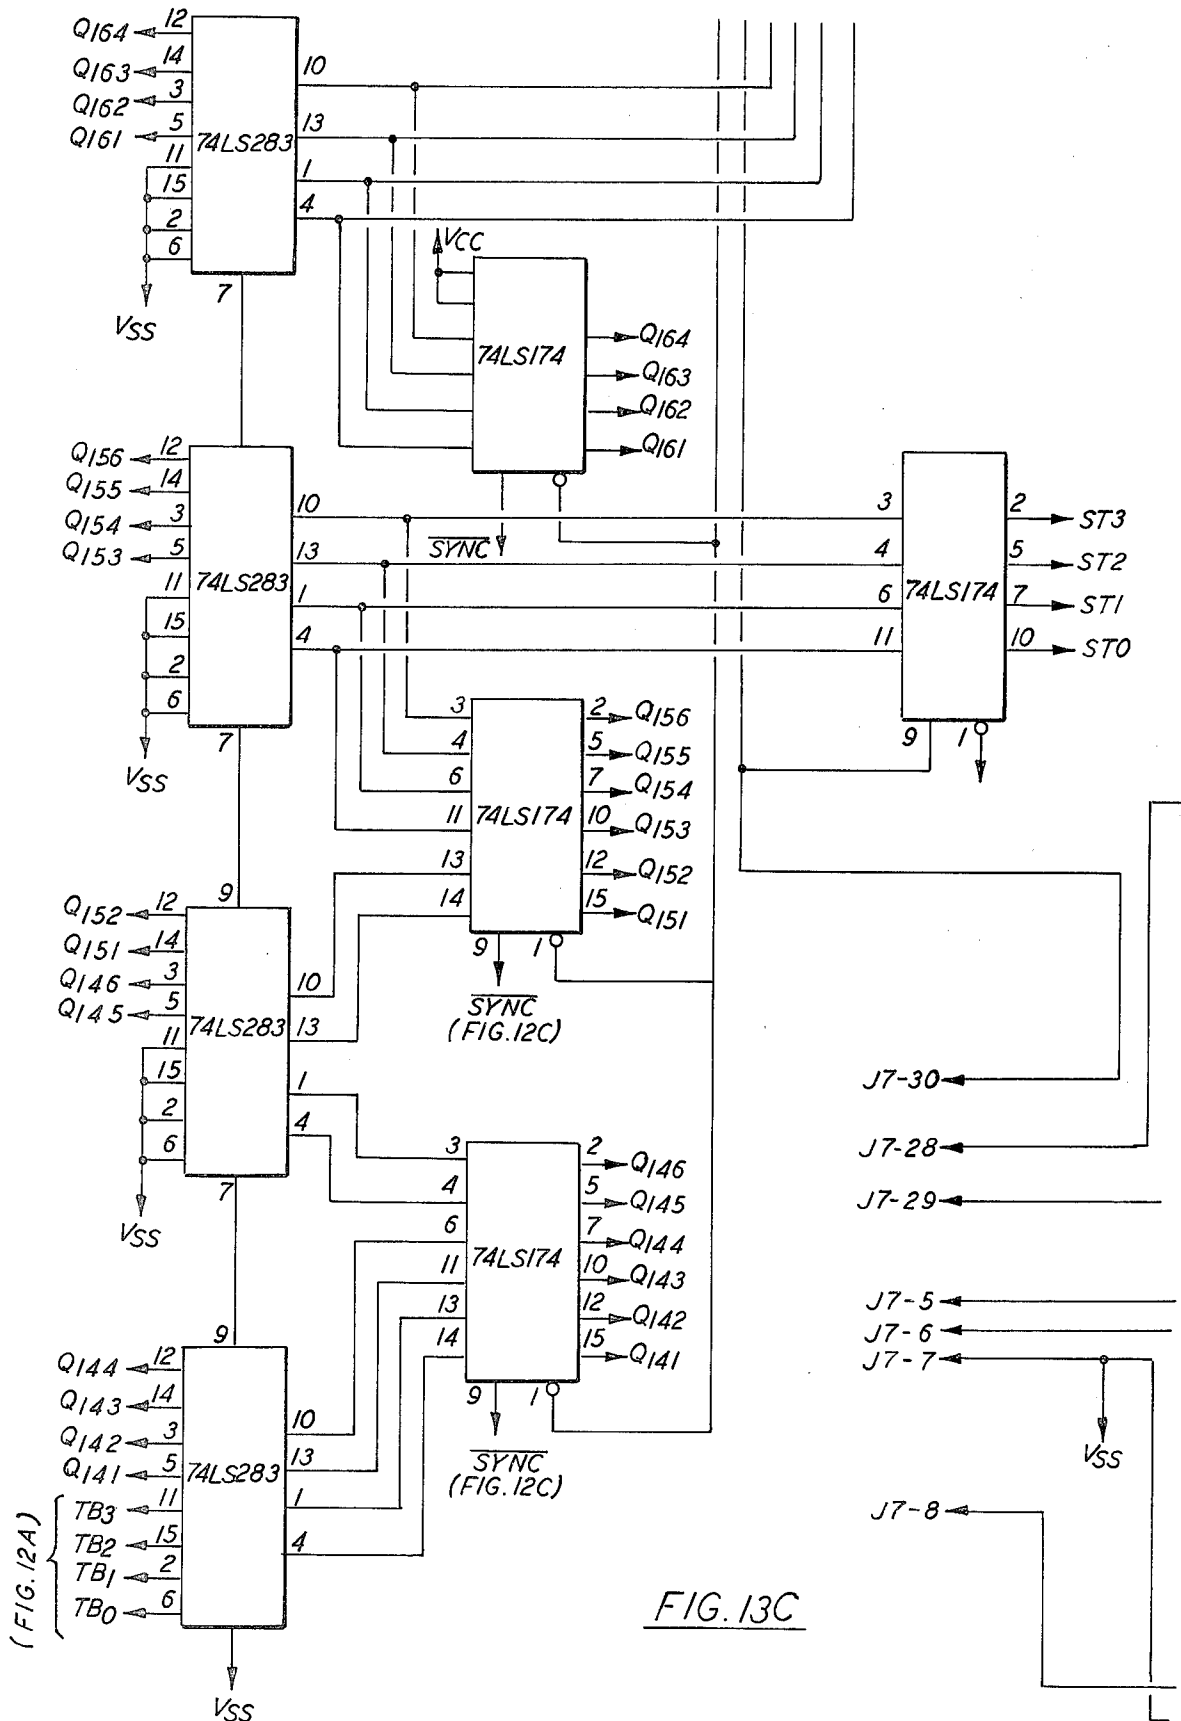 12
Q164
14
Q163
3
Q162
5
Q161
11
15
2
6
VSS
74LS283
10
13
1
4
7
VCC
74LS174
Q164
Q163
Q162
Q161
SYNC
12
Q156
14
Q155
3
Q154
5
Q153
11
15
2
6
VSS
74LS283
10
13
1
4
7
3
4
6
11
74LS174
2
ST3
5
ST2
7
ST1
10
ST0
9
1
3
4
6
11
13
14
74LS174
2
Q156
5
Q155
7
Q154
10
Q153
12
Q152
15
Q151
9
1
SYNC
(FIG.12C)
9
12
Q152
14
Q151
3
Q146
5
Q145
11
15
2
6
VSS
74LS283
10
13
1
4
7
3
4
6
11
13
14
74LS174
2
Q146
5
Q145
7
Q144
10
Q143
12
Q142
15
Q141
9
1
SYNC
(FIG.12C)
9
12
Q144
14
Q143
3
Q142
5
Q141
11
TB3
15
TB2
2
TB1
6
TB0
(FIG.12A)
74LS283
10
13
1
4
VSS
J7-30
J7-28
J7-29
J7-5
J7-6
J7-7
VSS
J7-8
FIG. 13C